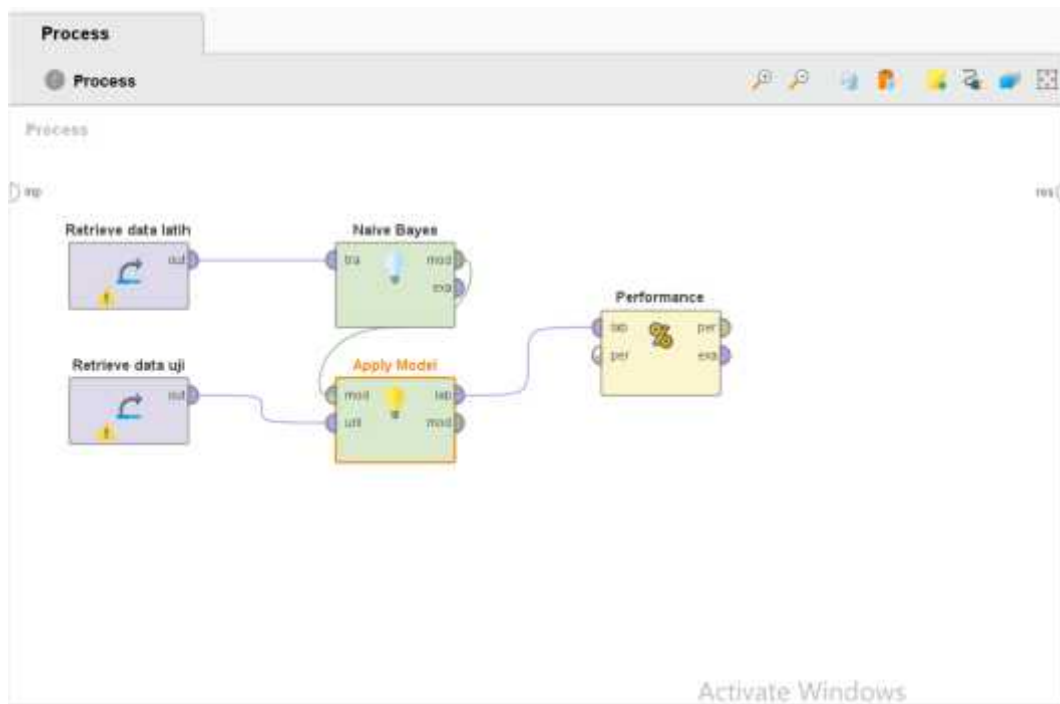 Process
Process
Process
inp
res
Retrieve data latih
out
Naive Bayes
tra
mod
exa
Performance
lab
per
per
exa
Retrieve data uji
out
Apply Model
mod
lab
unl
mod
Activate Windows